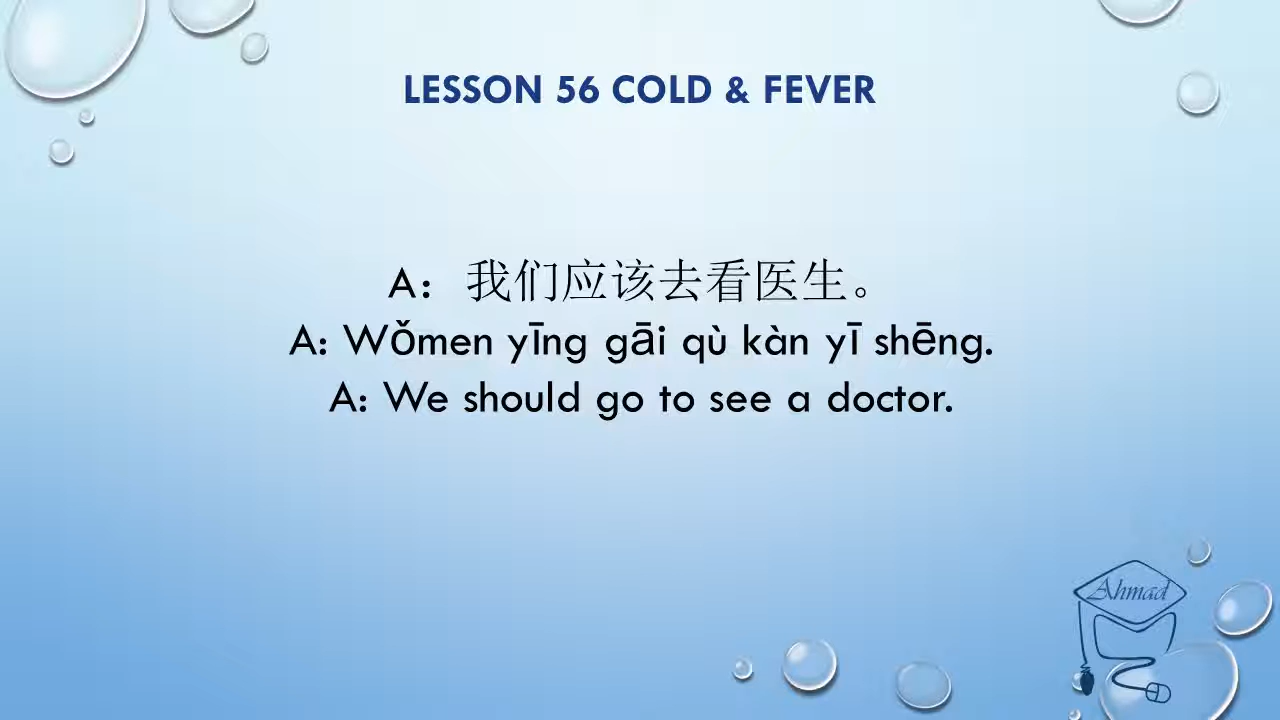 LESSON 56 COLD & FEVER
A：我们应该去看医生。
A: Wǒmen yīng gāi qù kàn yī shēng.
A: We should go to see a doctor.
Ahmad